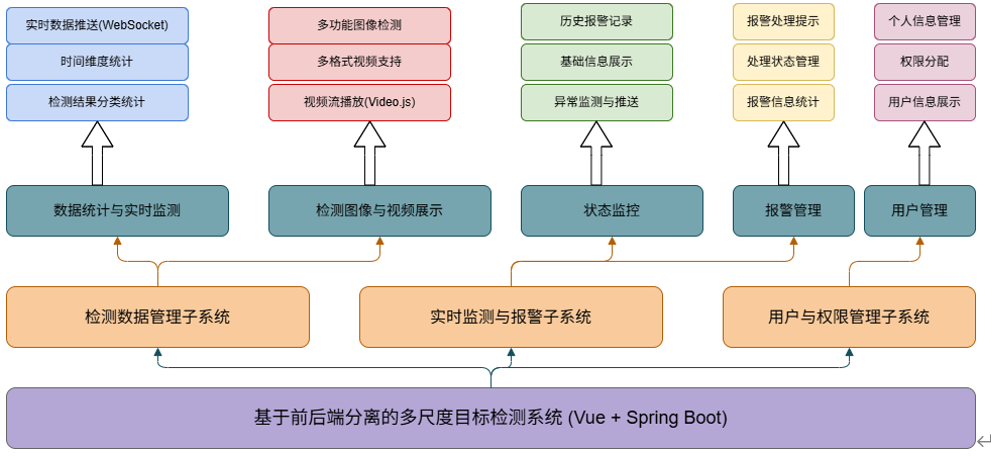 实时数据推送(WebSocket)
时间维度统计
检测结果分类统计
多功能图像检测
多格式视频支持
视频流播放(Video.js)
历史报警记录
基础信息展示
异常监测与推送
报警处理提示
处理状态管理
报警信息统计
个人信息管理
权限分配
用户信息展示
数据统计与实时监测
检测图像与视频展示
状态监控
报警管理
用户管理
检测数据管理子系统
实时监测与报警子系统
用户与权限管理子系统
基于前后端分离的多尺度目标检测系统 (Vue + Spring Boot)